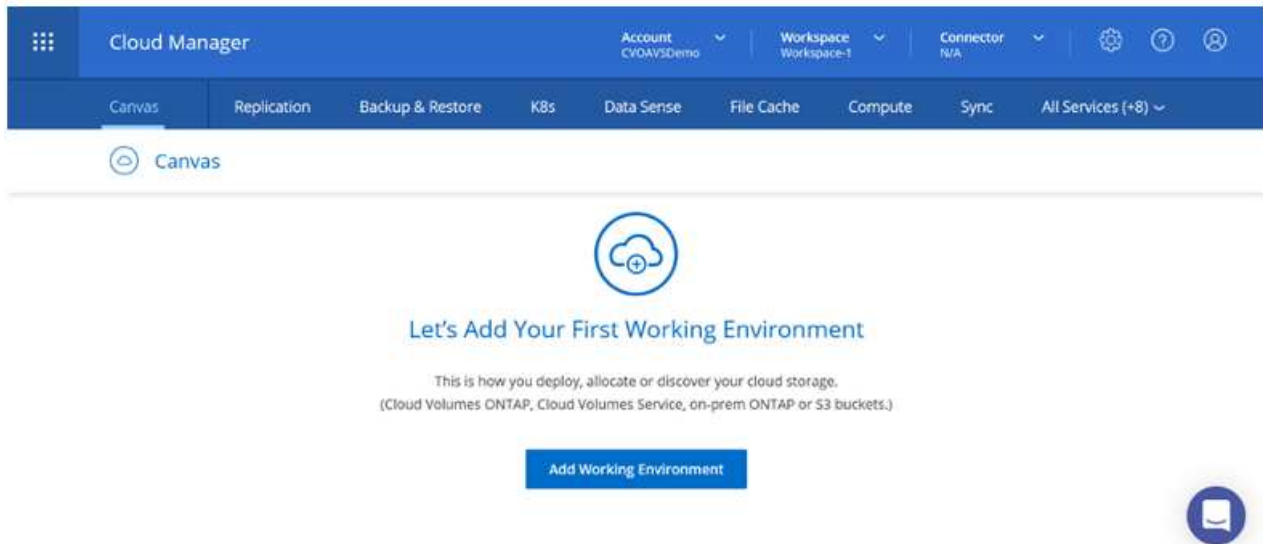 Cloud Manager
Account
CVOAVSDemo
Workspace
Workspace-1
Connector
N/A
Canvas
Replication
Backup & Restore
K8s
Data Sense
File Cache
Compute
Sync
All Services (+8)
Canvas
Let's Add Your First Working Environment
This is how you deploy, allocate or discover your cloud storage.
(Cloud Volumes ONTAP, Cloud Volumes Service, on-prem ONTAP or S3 buckets.)
Add Working Environment